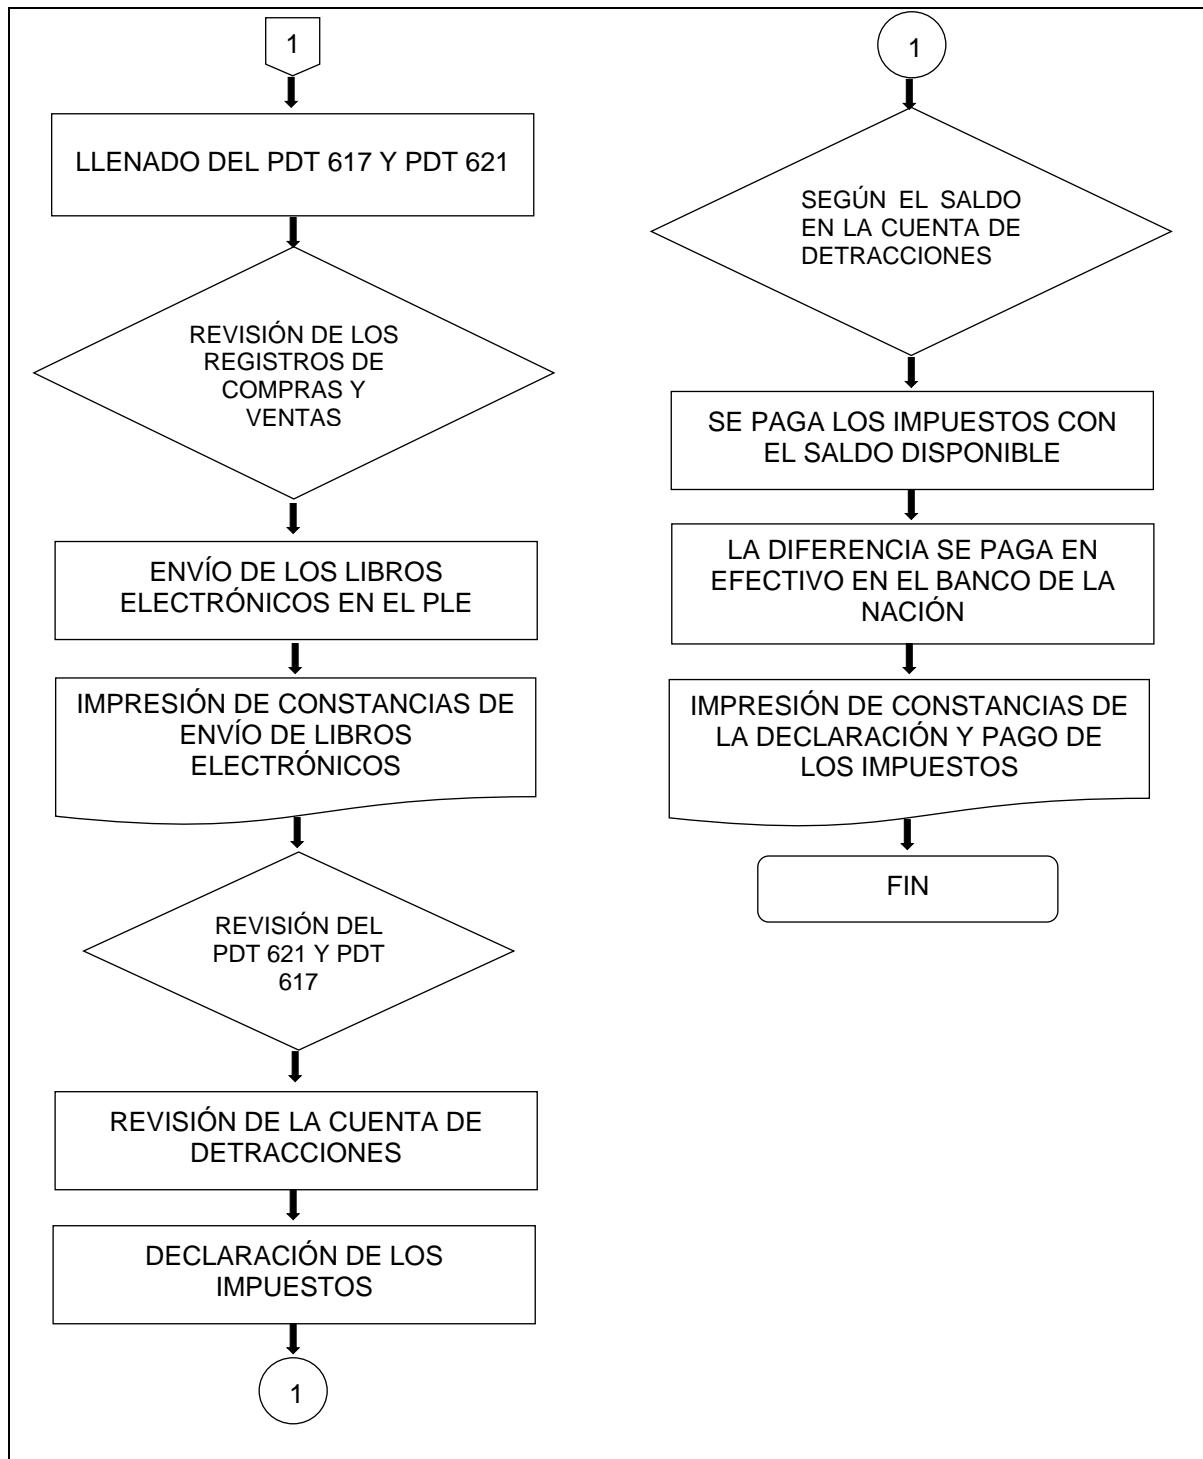 1
LLENADO DEL PDT 617 Y PDT 621
REVISIÓN DE LOS
REGISTROS DE
COMPRAS Y
VENTAS
ENVÍO DE LOS LIBROS
ELECTRÓNICOS EN EL PLE
IMPRESIÓN DE CONSTANCIAS DE
ENVÍO DE LIBROS
ELECTRÓNICOS
REVISIÓN DEL
PDT 621 Y PDT
617
REVISIÓN DE LA CUENTA DE
DETRACCIONES
DECLARACIÓN DE LOS
IMPUESTOS
1
1
SEGÚN EL SALDO
EN LA CUENTA DE
DETRACCIONES
SE PAGA LOS IMPUESTOS CON
EL SALDO DISPONIBLE
LA DIFERENCIA SE PAGA EN
EFECTIVO EN EL BANCO DE LA
NACIÓN
IMPRESIÓN DE CONSTANCIAS DE
LA DECLARACIÓN Y PAGO DE
LOS IMPUESTOS
FIN